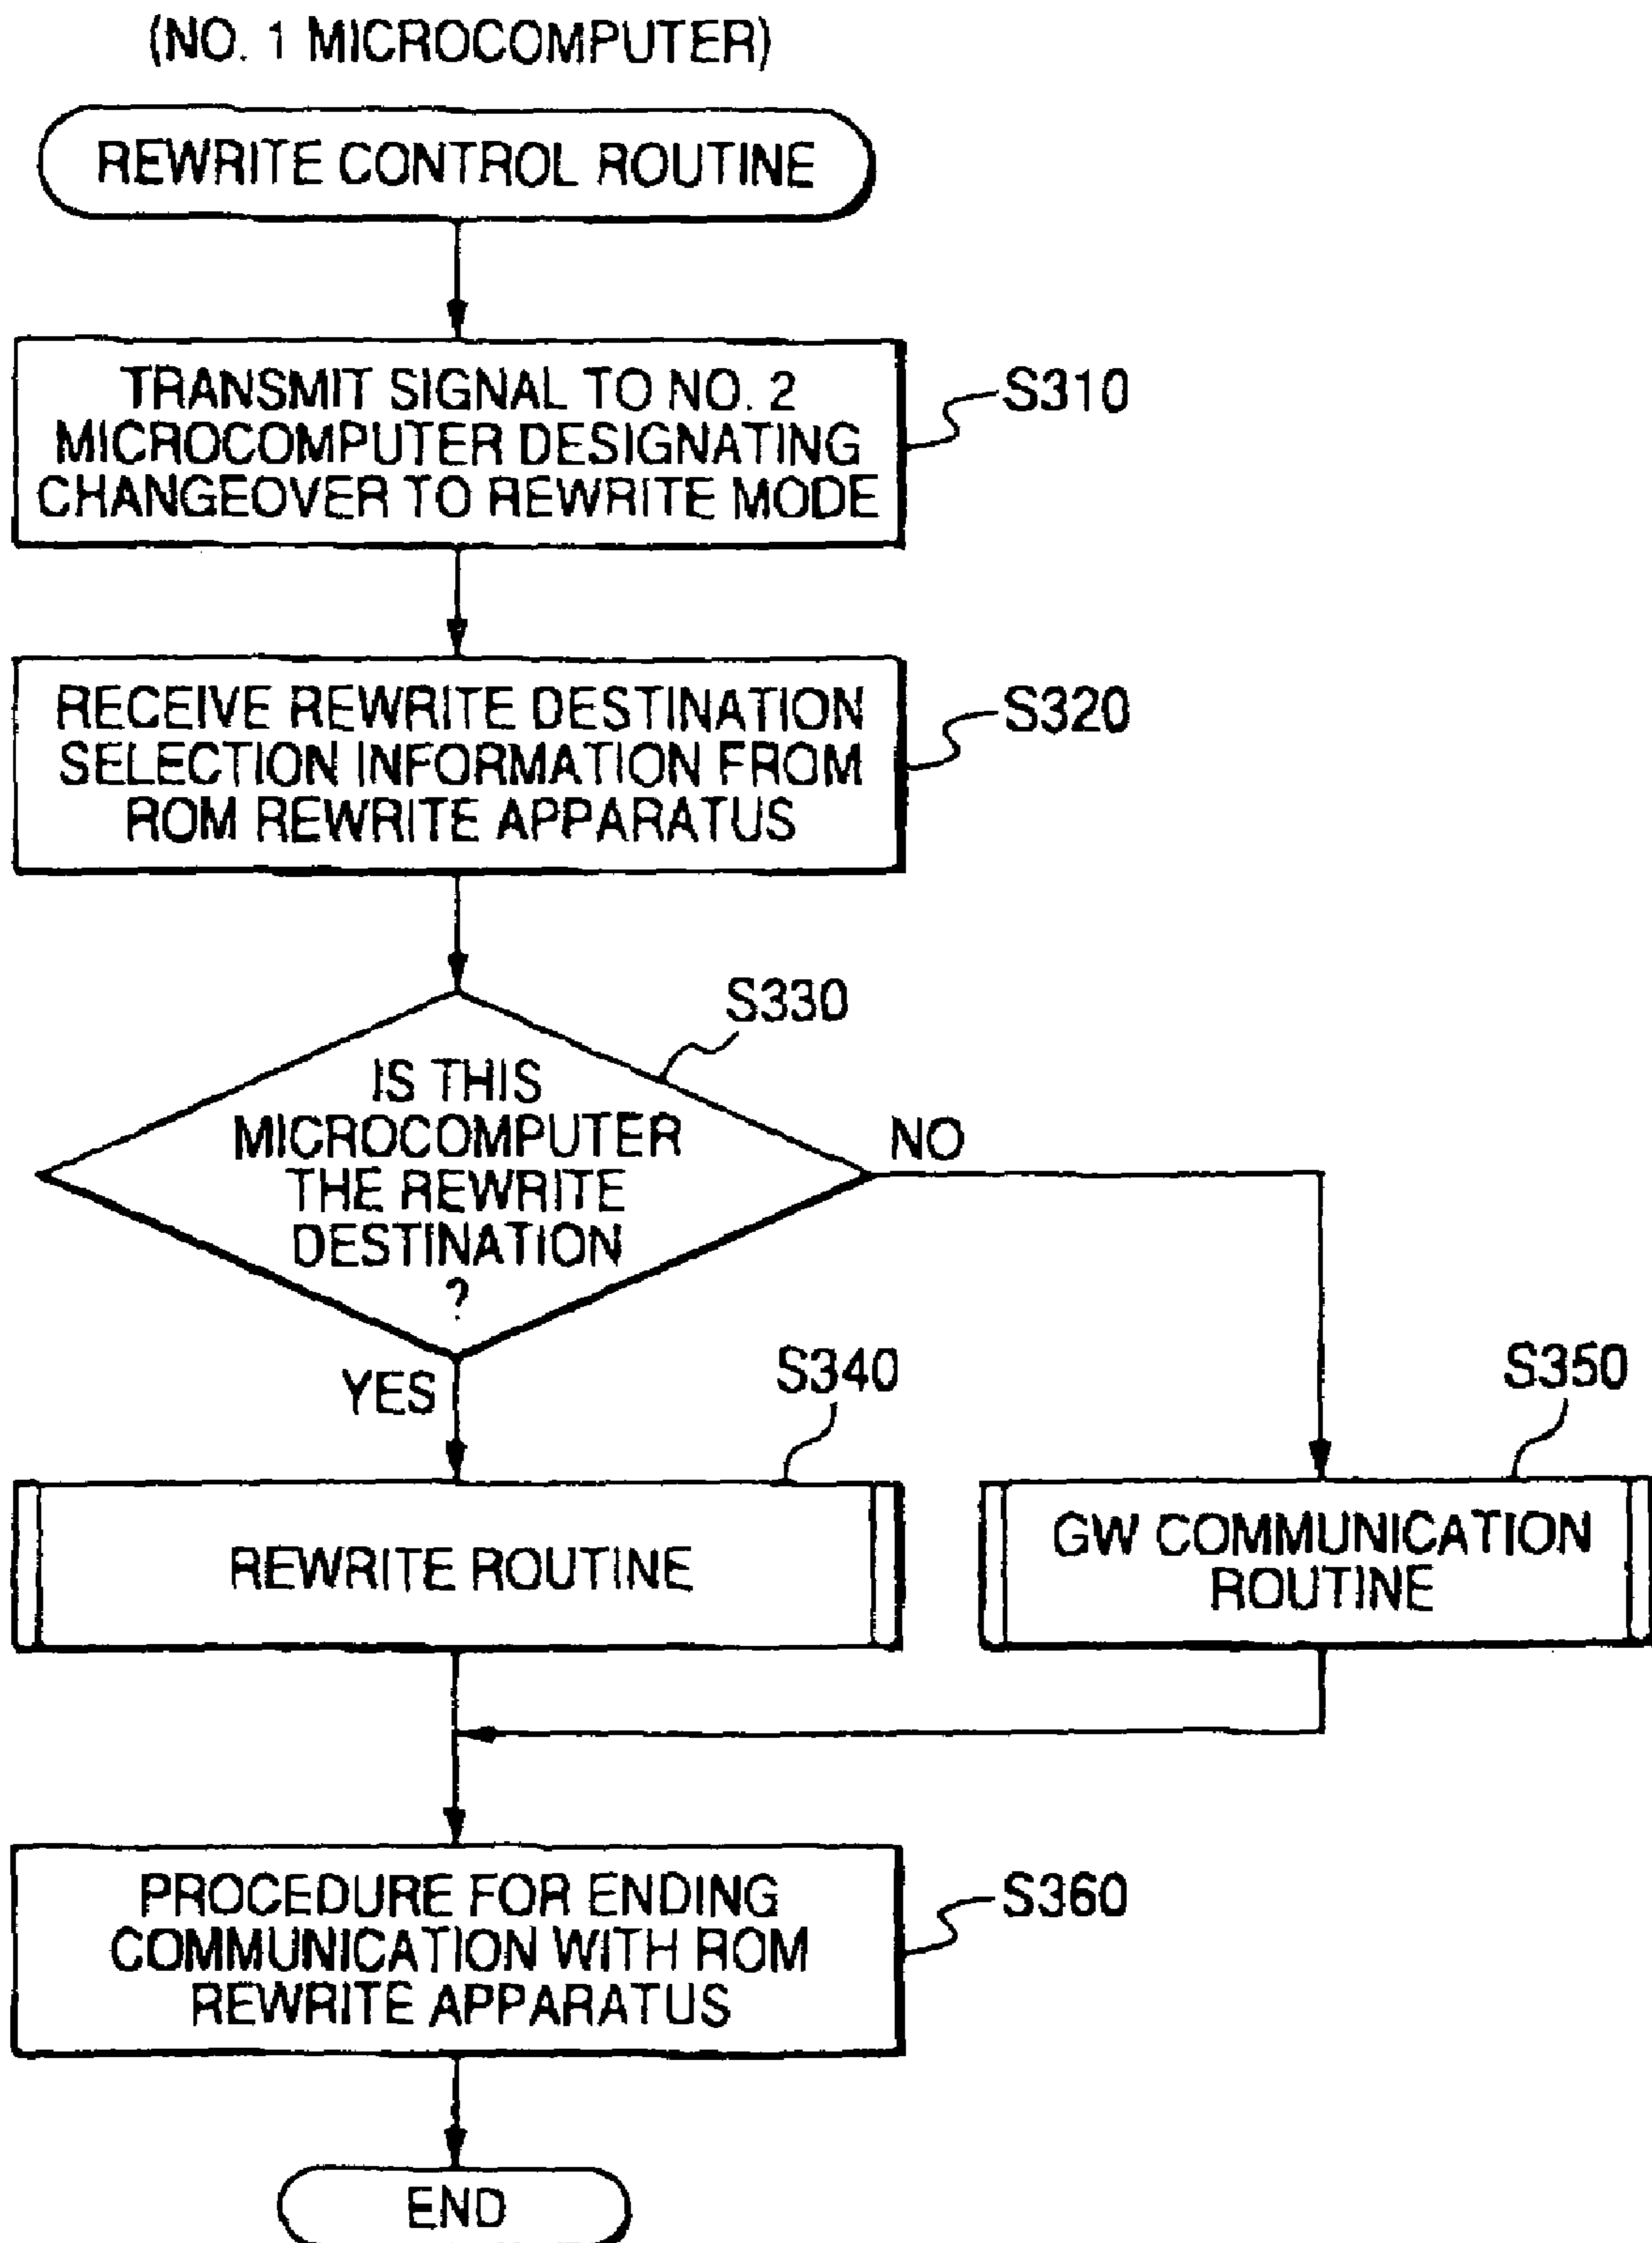 (NO. 1 MICROCOMPUTER)
REWRITE CONTROL ROUTINE
TRANSMIT SIGNAL TO NO. 2
MICROCOMPUTER DESIGNATING
CHANGEOVER TO REWRITE MODE
S310
RECEIVE REWRITE DESTINATION
SELECTION INFORMATION FROM
ROM REWRITE APPARATUS
S320
S330
IS THIS
MICROCOMPUTER
THE REWRITE
DESTINATION
?
NO
YES
S340
S350
REWRITE ROUTINE
GW COMMUNICATION
ROUTINE
PROCEDURE FOR ENDING
COMMUNICATION WITH ROM
REWRITE APPARATUS
S360
END